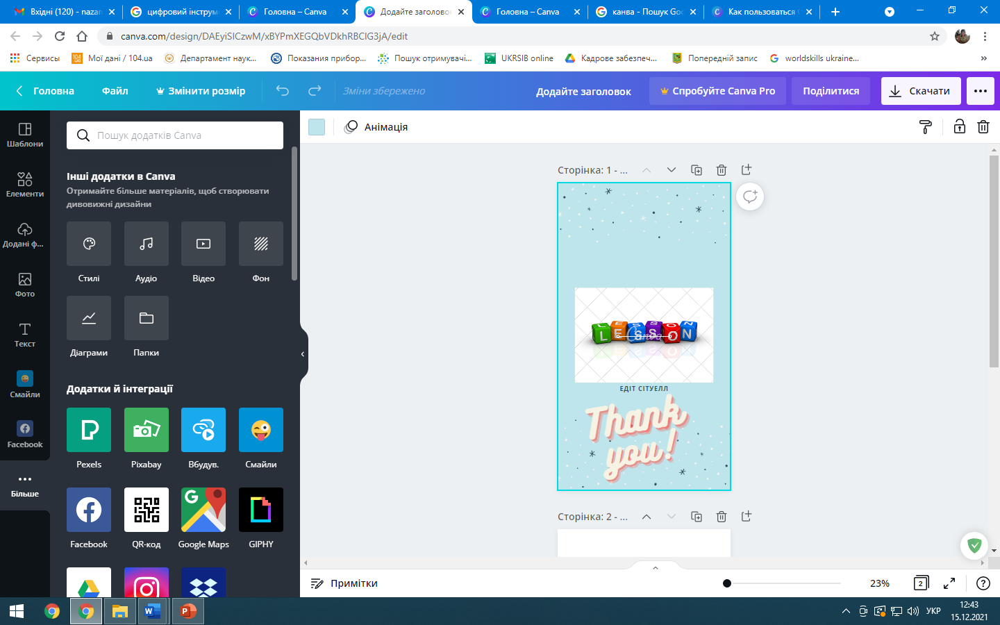 Вхідні (120) - nazar
цифровий інструм
Головна – Canva
Додайте заголово
Головна – Canva
канва - Пошук Goo
Как пользоваться C
canva.com/design/DAEyiSICzwM/xBYPmXEGQbVDkhRBCIG3jA/edit
Сервисы
Мої дані / 104.ua
Департамент наук...
Показания прибор...
Пошук отримувачі...
UKRSIB online
Кадрове забезпеч...
Попередній запис
worldskills ukraine...
»
Головна
Файл
Змінити розмір
Зміни збережено
Додайте заголовок
Спробуйте Canva Pro
Поділитися
Скачати
Шаблони
Елементи
Додані ф...
Фото
Текст
Смайли
Facebook
Більше
Пошук додатків Canva
Інші додатки в Canva
Отримайте більше матеріалів, щоб створювати
дивовижні дизайни
Стилі
Аудіо
Відео
Фон
Діаграми
Папки
Додатки й інтеграції
Pexels
Pixabay
Вбудув.
Смайли
Facebook
QR-код
Google Maps
GIPHY
Анімація
Сторінка: 1 - ...
LESSON
Canva
ЕДІТ СІТУЕЛЛ
Thank
you!
Сторінка: 2 - ...
Примітки
23%
2
УКР
12:43
15.12.2021